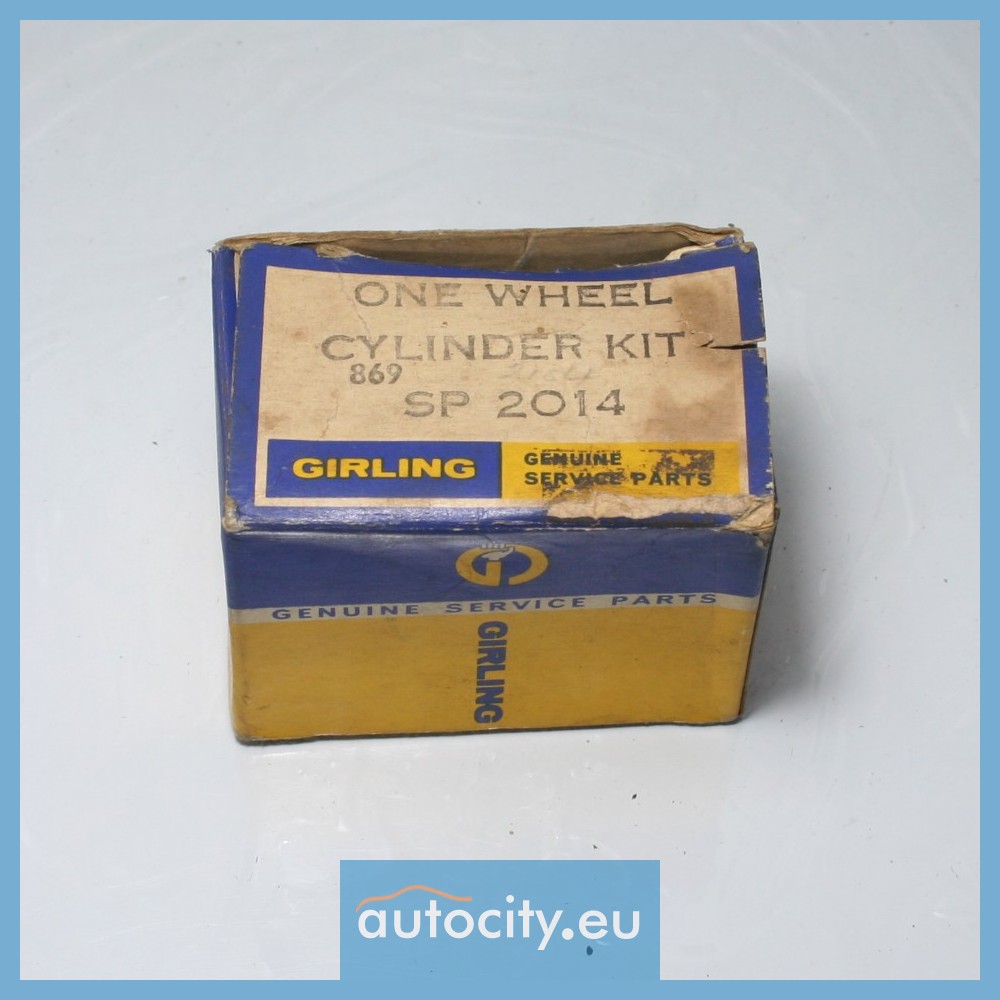 ONE WHEEL
CYLINDER KIT
869
SP 2014
GIRLING
GENUINE
SERVICE PARTS
GENUINE SERVICE PARTS
GIRLING
autocity.eu